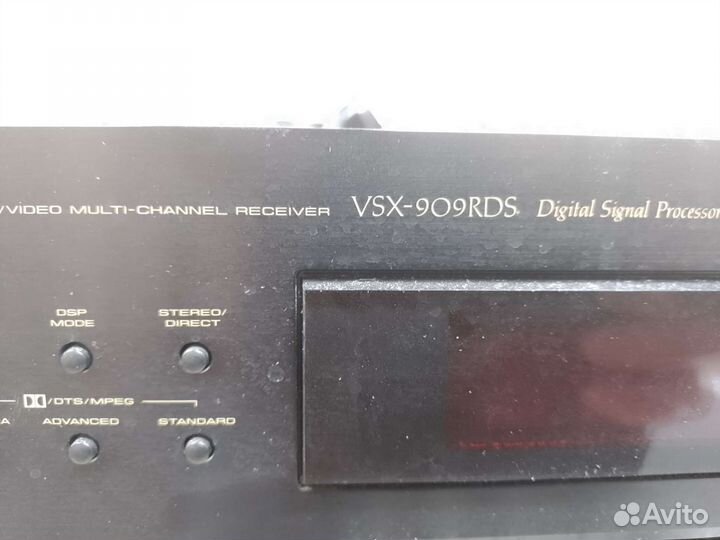 /VIDEO MULTI-CHANNEL RECEIVER VSX-909RDS Digital Signal Processor
DSP MODE
STEREO/DIRECT
/DTS/MPEG
A ADVANCED STANDARD
Avito